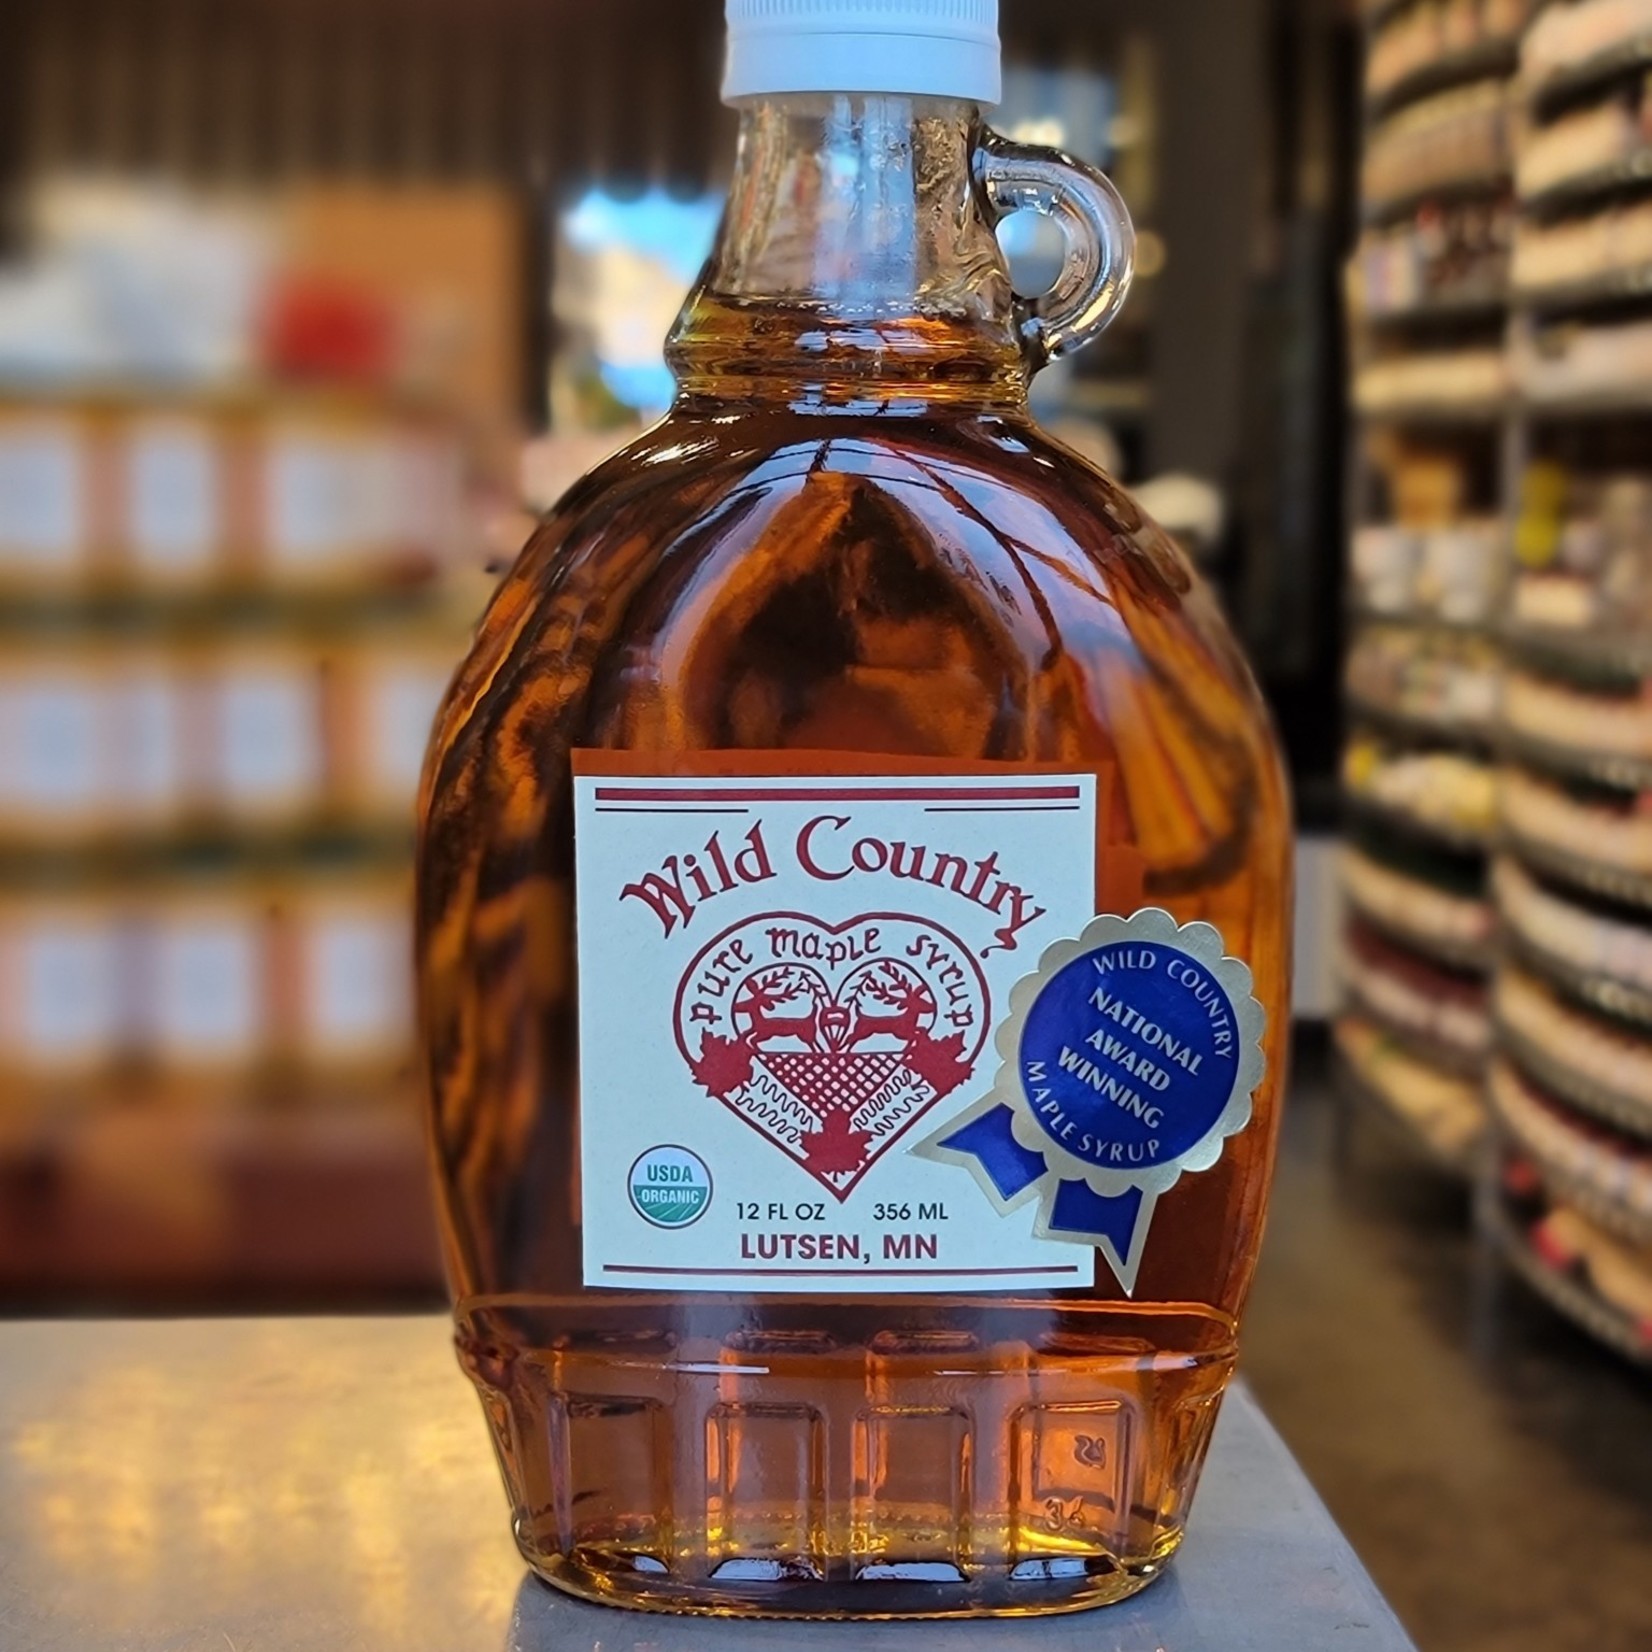 Wild Country
pure maple syrup
WILD COUNTRY
NATIONAL
AWARD
WINNING
MAPLE SYRUP
USDA
ORGANIC
12 FL OZ 356 ML
LUTSEN, MN